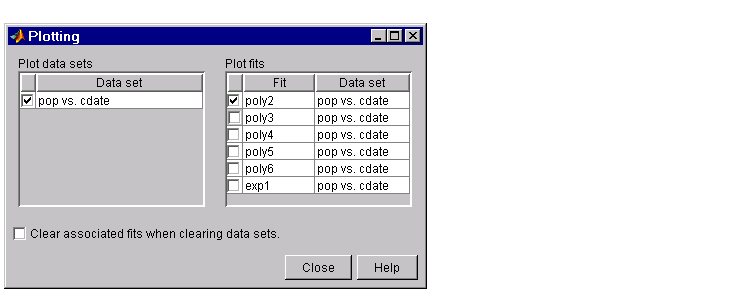 Plotting
Plot data sets
Data set
pop vs. cdate
Plot fits
Fit Data set
poly2 pop vs. cdate
poly3 pop vs. cdate
poly4 pop vs. cdate
poly5 pop vs. cdate
poly6 pop vs. cdate
exp1 pop vs. cdate
Clear associated fits when clearing data sets.
Close Help